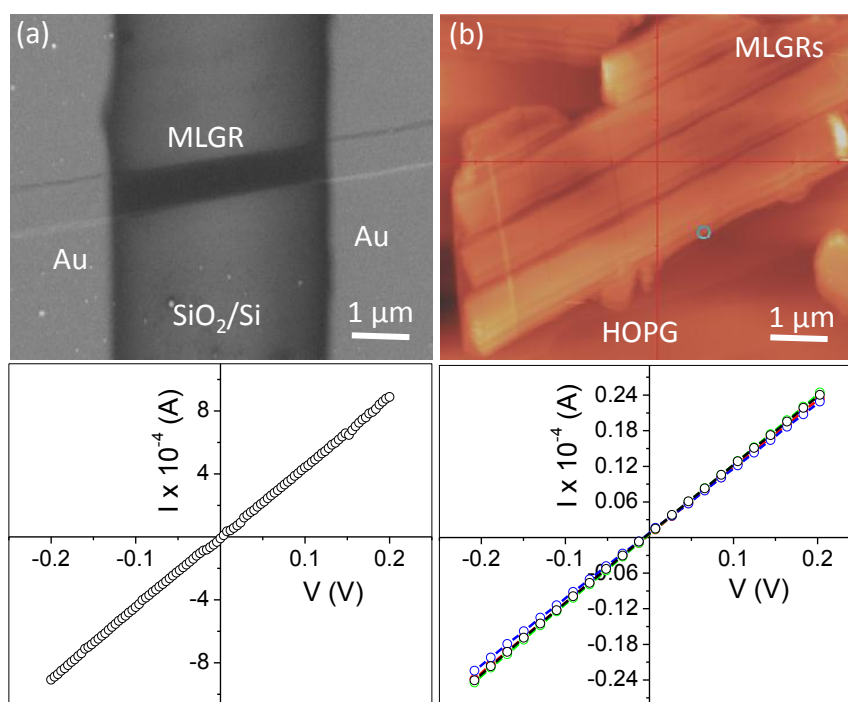 (a)
MLGR
Au
Au
SiO₂/Si
1 µm
(b)
MLGRs
HOPG
1 µm
I x 10⁻⁴ (A)
8
4
-4
-8
-0.2
-0.1
0.1
0.2
V (V)
I x 10⁻⁴ (A)
0.24
0.18
0.12
0.06
-0.06
-0.12
-0.18
-0.24
-0.2
-0.1
0.1
0.2
V (V)